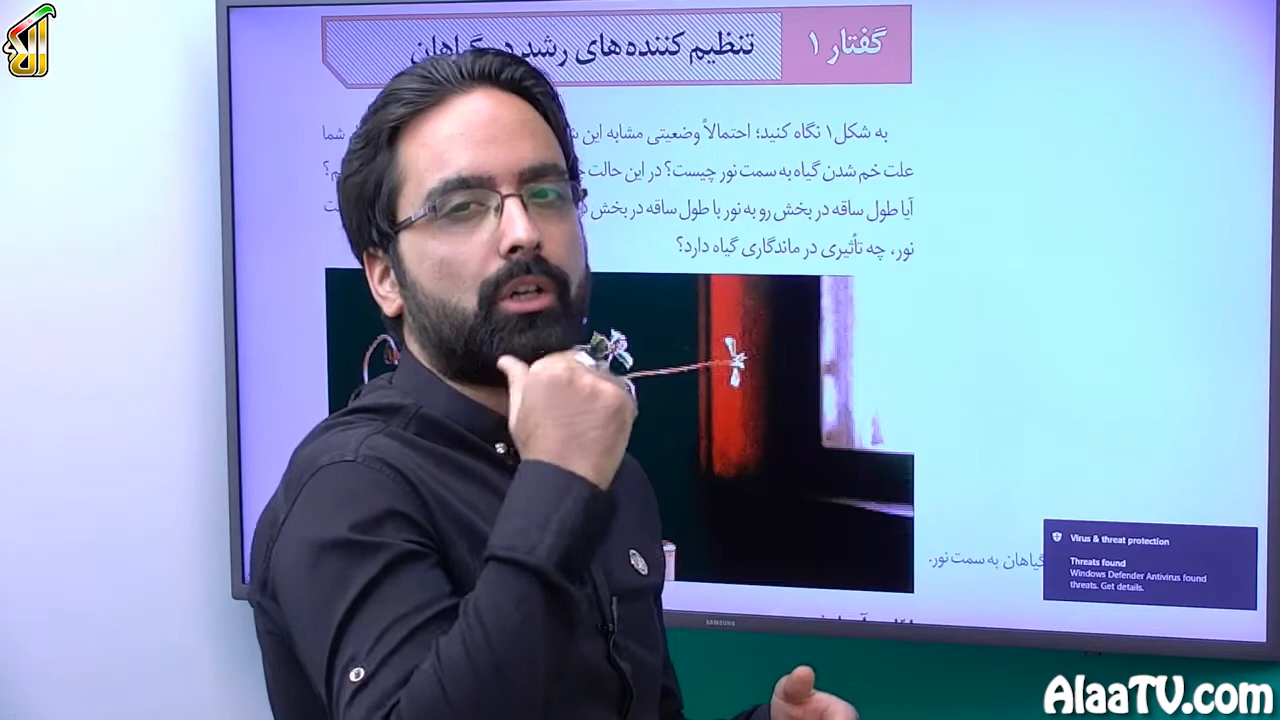 گفتار ۱
تنظیم کننده های رشد در گیاهان
به شکل۱ نگاه کنید؛ احتمالاً وضعیتی مشابه این
شما
علت خم شدن گیاه به سمت نور چیست؟ در این حالت
آیا طول ساقه در بخش رو به نور با طول ساقه در بخش
نور، چه تأثیری در ماندگاری گیاه دارد؟
گیاهان به سمت نور.
Virus & threat protection
Threats found
Windows Defender Antivirus found
threats. Get details.
SAMSUNG
AlaaTV.com